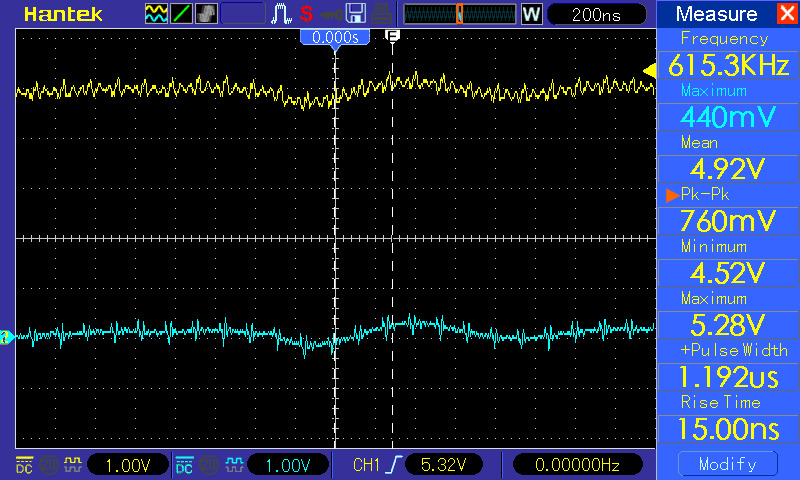 Hantek
S
W
200ns
Measure
0.000s
F
Frequency
615.3KHz
Maximum
440mV
Mean
4.92V
Pk-Pk
760mV
Minimum
4.52V
Maximum
5.28V
+Pulse Width
1.192us
Rise Time
15.00ns
Modify
DC
20
1.00V
DC
20
1.00V
CH1
5.32V
0.00000Hz